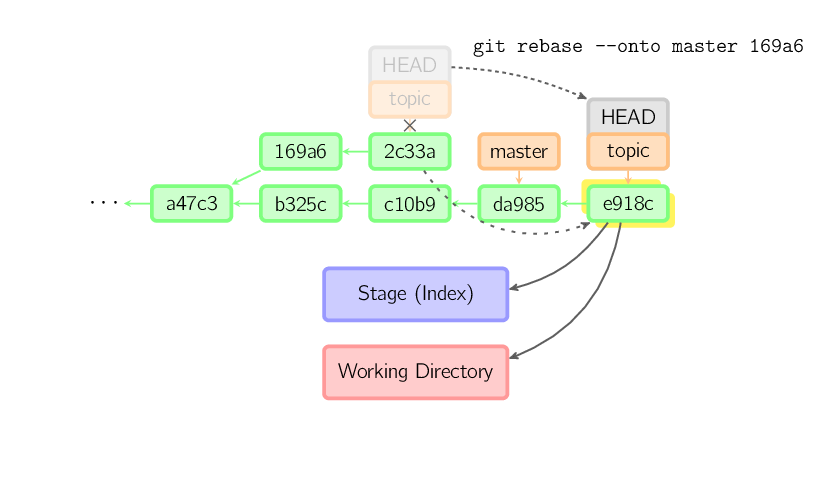 git rebase --onto master 169a6
HEAD
topic
HEAD
169a6
2c33a
master
topic
...
a47c3
b325c
c10b9
da985
e918c
Stage (Index)
Working Directory